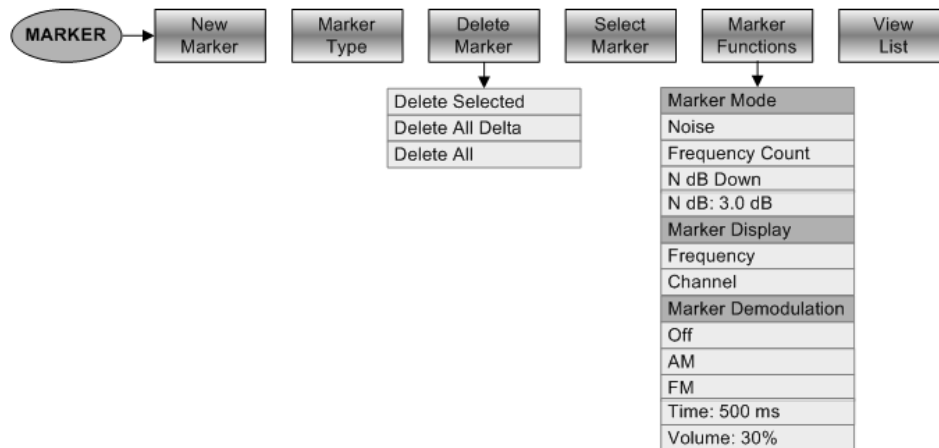 MARKER
New
Marker
Marker
Type
Delete
Marker
Select
Marker
Marker
Functions
View
List
Delete Selected
Delete All Delta
Delete All
Marker Mode
Noise
Frequency Count
N dB Down
N dB: 3.0 dB
Marker Display
Frequency
Channel
Marker Demodulation
Off
AM
FM
Time: 500 ms
Volume: 30%